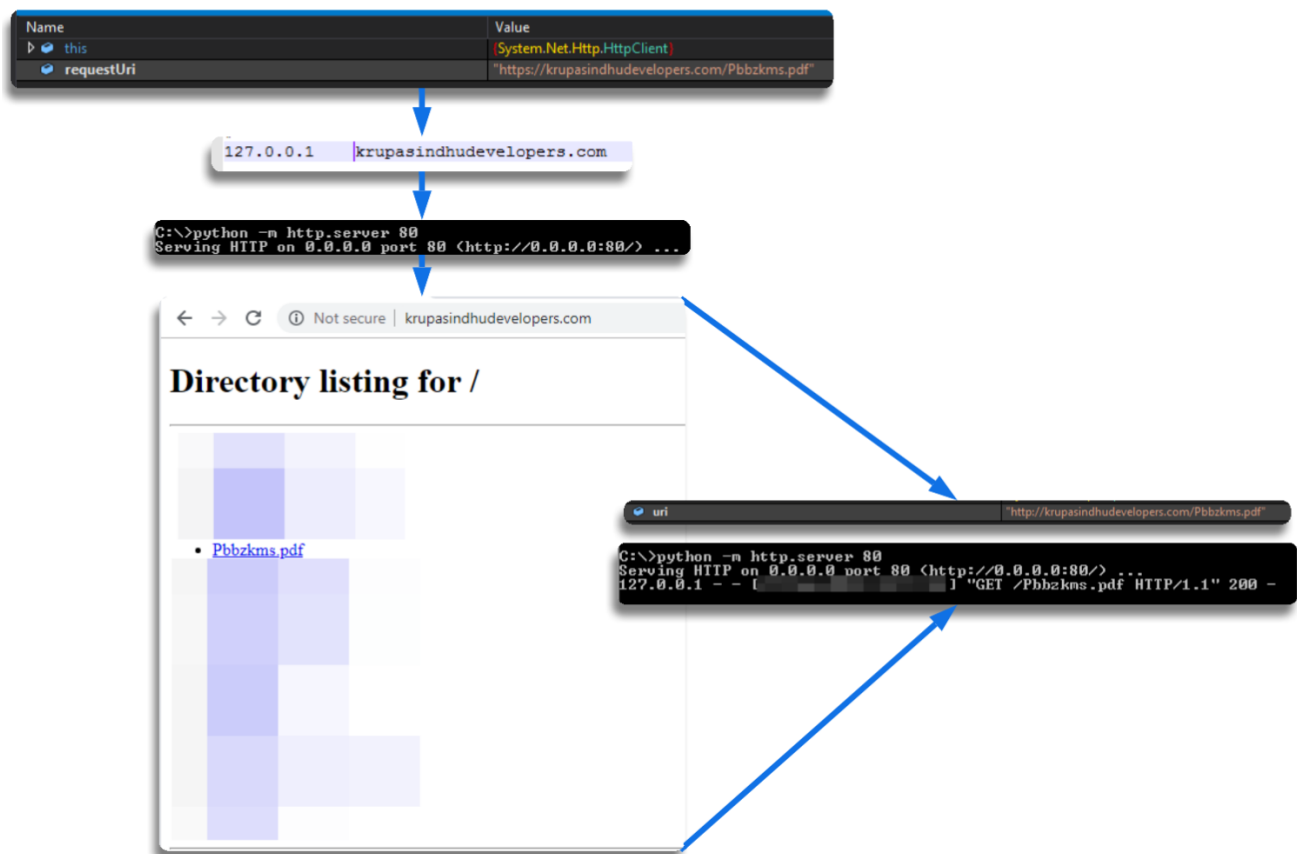 Name Value
this {System.Net.Http.HttpClient}
requestUri "https://krupasindhudevelopers.com/Pbbzkms.pdf"
127.0.0.1 krupasindhudevelopers.com
C:\>python -m http.server 80
Serving HTTP on 0.0.0.0 port 80 (http://0.0.0.0:80/) ...
Not secure | krupasindhudevelopers.com
Directory listing for /
Pbbzkms.pdf
uri "http://krupasindhudevelopers.com/Pbbzkms.pdf"
C:\>python -m http.server 80
Serving HTTP on 0.0.0.0 port 80 (http://0.0.0.0:80/) ...
127.0.0.1 - - [ ] "GET /Pbbzkms.pdf HTTP/1.1" 200 -